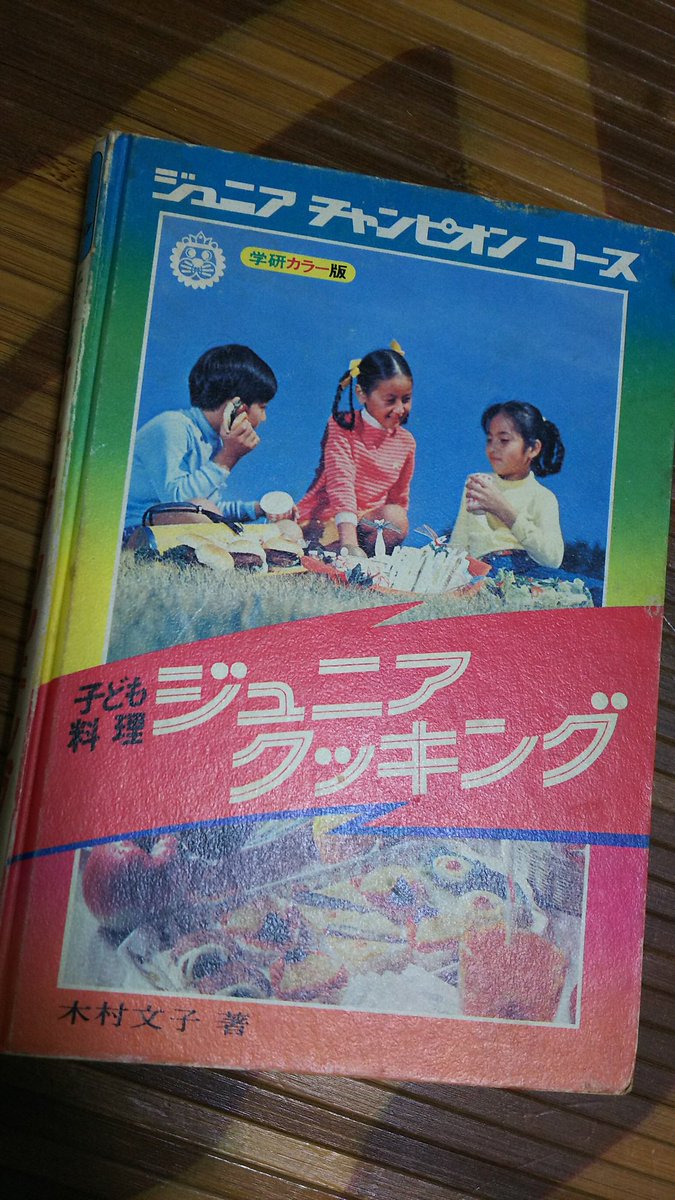 ジュニア チャンピオン コース
学研カラー版
子ども
料理
ジュニア
クッキング
木村文子 著